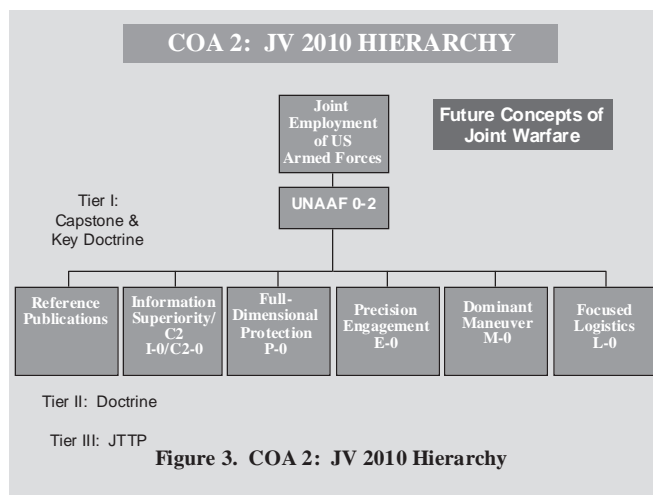 COA 2: JV 2010 HIERARCHY
Joint
Employment
of US
Armed Forces
Future Concepts of
Joint Warfare
UNAAF 0-2
Tier I:
Capstone &
Key Doctrine
Reference
Publications
Information
Superiority/
C2
I-0/C2-0
Full-
Dimensional
Protection
P-0
Precision
Engagement
E-0
Dominant
Maneuver
M-0
Focused
Logistics
L-0
Tier II: Doctrine
Tier III: JTTP
Figure 3. COA 2: JV 2010 Hierarchy